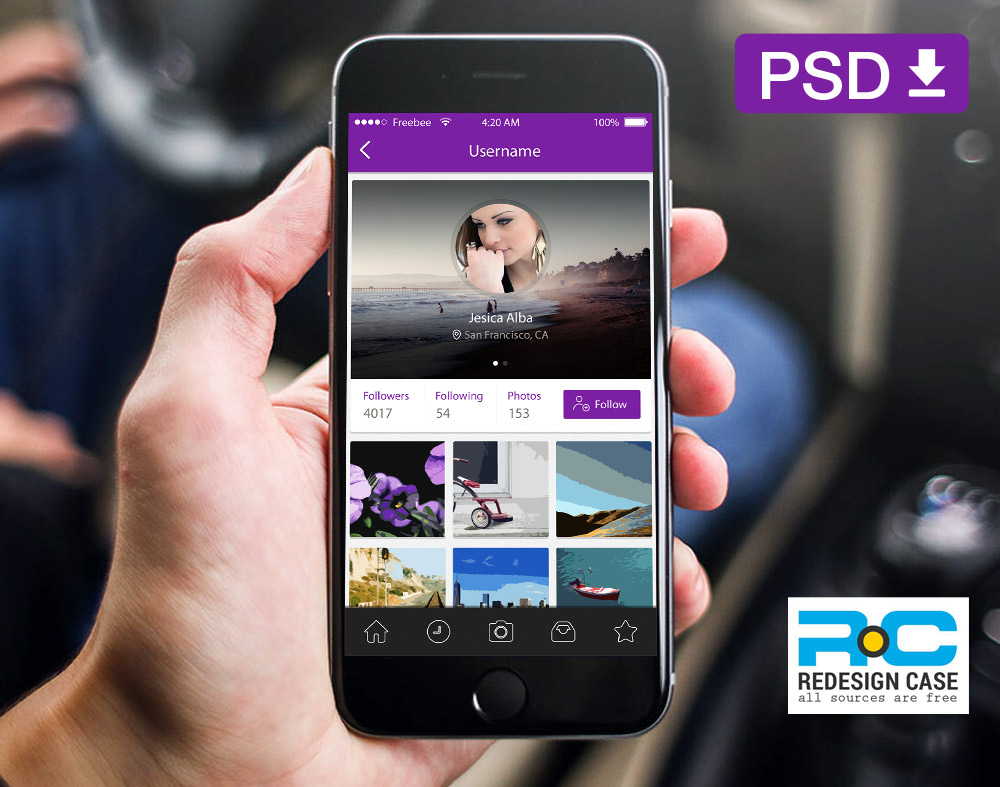 PSD
Freebee 4:20 AM 100%
Username
Jesica Alba
San Francisco, CA
Followers Following Photos
4017 54 153
Follow
RC
REDESIGN CASE
all sources are free